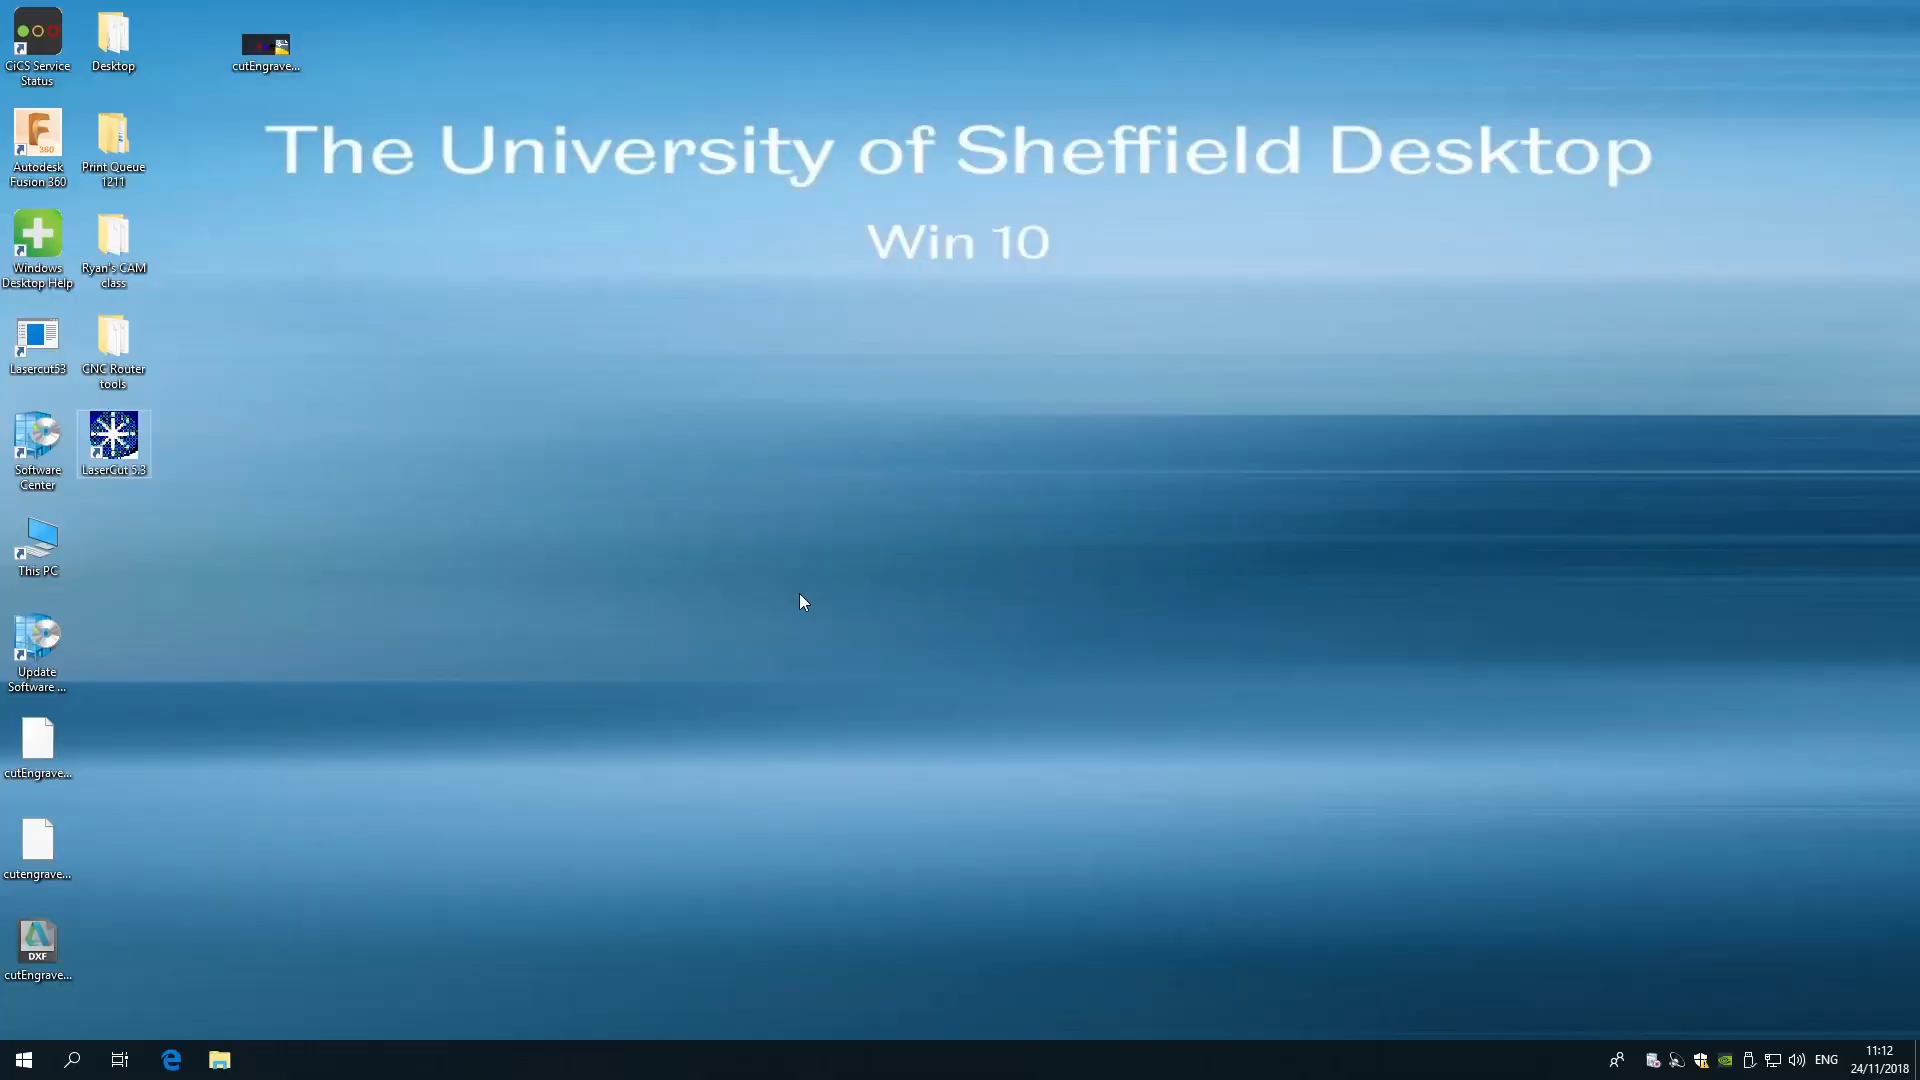 The University of Sheffield Desktop
Win 10
CiCS Service
Status
Desktop
cutEngrave...
360
Autodesk
Fusion 360
Print Queue
1211
Windows
Desktop Help
Ryan's CAM
class
Lasercut53
CNC Router
tools
Software
Center
LaserCut 5.3
This PC
Update
Software ...
cutEngrave...
cutengrave...
DXF
cutEngrave...
ENG
11:12
24/11/2018